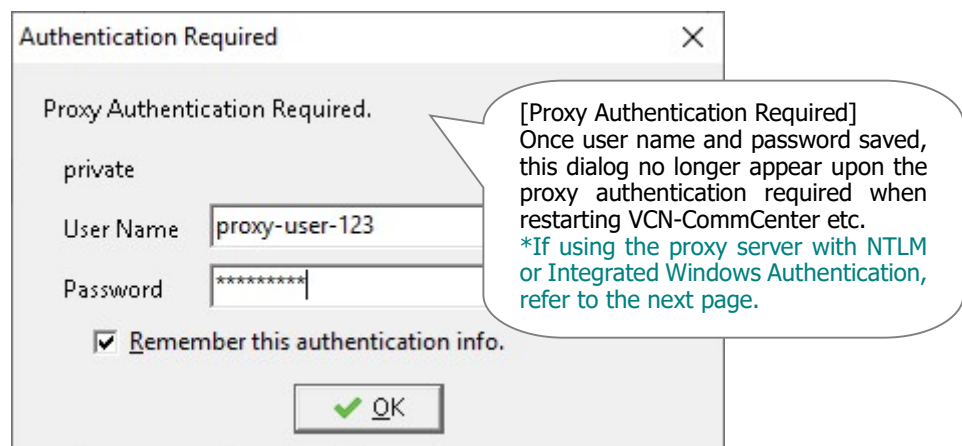 Authentication Required
Proxy Authentication Required.
private
User Name proxy-user-123
Password *********
Remember this authentication info.
OK
[Proxy Authentication Required]
Once user name and password saved,
this dialog no longer appear upon the
proxy authentication required when
restarting VCN-CommCenter etc.
*If using the proxy server with NTLM
or Integrated Windows Authentication,
refer to the next page.